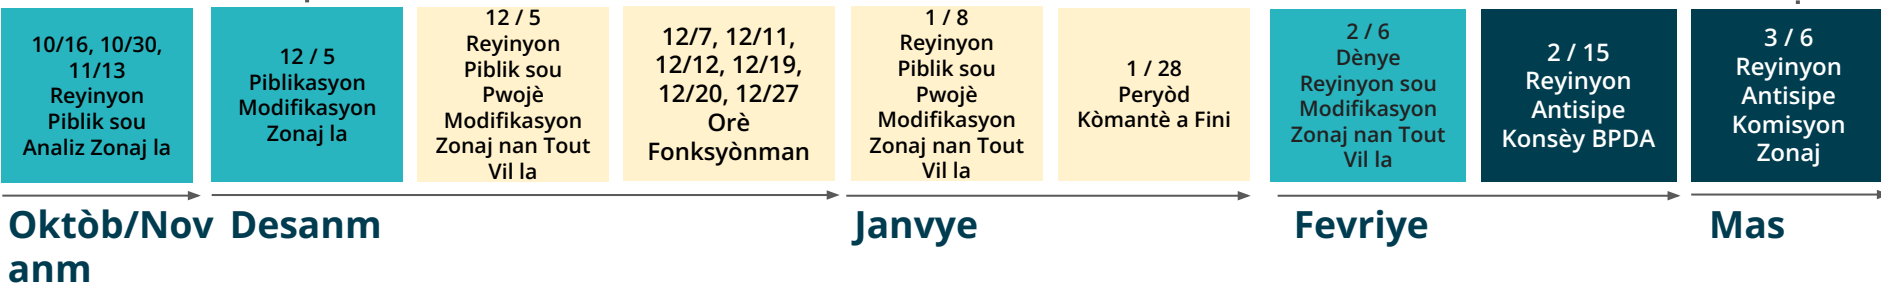 10/16, 10/30,
11/13
Reyinyon
Piblik sou
Analiz Zonaj la
12 / 5
Piblikasyon
Modifikasyon
Zonaj la
12 / 5
Reyinyon
Piblik sou
Pwojè
Modifikasyon
Zonaj nan Tout
Vil la
12/7, 12/11,
12/12, 12/19,
12/20, 12/27
Orè
Fonksyònman
1 / 8
Reyinyon
Piblik sou
Pwojè
Modifikasyon
Zonaj nan Tout
Vil la
1 / 28
Peryòd
Kòmantè a Fini
2 / 6
Dènye
Reyinyon sou
Modifikasyon
Zonaj nan Tout
Vil la
2 / 15
Reyinyon
Antisipe
Konsèy BPDA
3 / 6
Reyinyon
Antisipe
Komisyon
Zonaj
Oktòb/Nov
anm
Desanm
Janvye
Fevriye
Mas